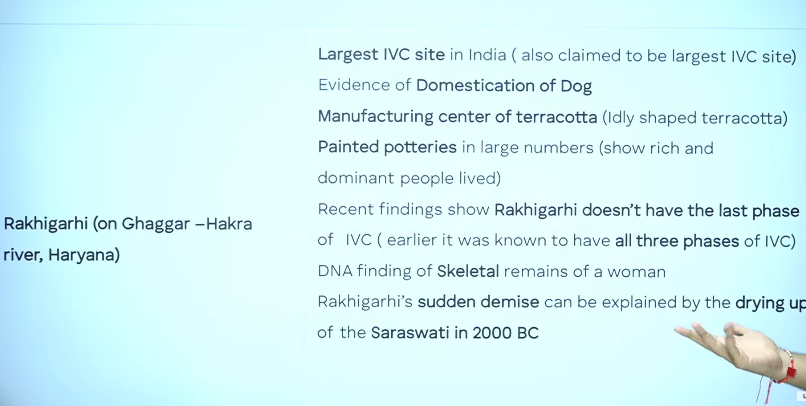 Largest IVC site in India ( also claimed to be largest IVC site)
Evidence of Domestication of Dog
Manufacturing center of terracotta (Idly shaped terracotta)
Painted potteries in large numbers (show rich and
dominant people lived)
Rakhigarhi (on Ghaggar –Hakra
river, Haryana)
Recent findings show Rakhigarhi doesn't have the last phase
of IVC ( earlier it was known to have all three phases of IVC)
DNA finding of Skeletal remains of a woman
Rakhigarhi's sudden demise can be explained by the drying up
of the Saraswati in 2000 BC